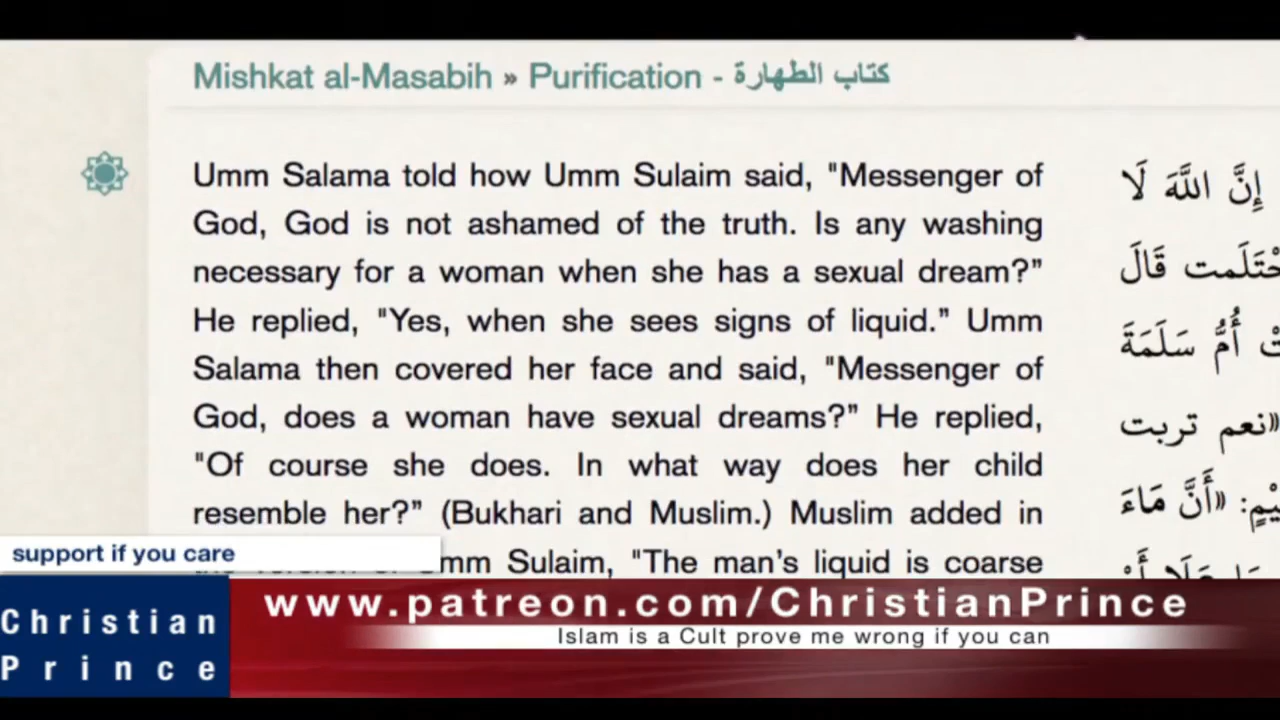 Mishkat al-Masabih » Purification - كتاب الطهارة
Umm Salama told how Umm Sulaim said, "Messenger of
God, God is not ashamed of the truth. Is any washing
necessary for a woman when she has a sexual dream?”
He replied, "Yes, when she sees signs of liquid.” Umm
Salama then covered her face and said, "Messenger of
God, does a woman have sexual dreams?” He replied,
"Of course she does. In what way does her child
resemble her?” (Bukhari and Muslim.) Muslim added in
Umm Sulaim, "The man’s liquid is coarse
إِنَّ اللَّهَ لَا
قَالَ
أُمُّ سَلَمَةَ
«نعم تربت
«أَنَّ مَاءَ
support if you care
Christian
Prince
www.patreon.com/ChristianPrince
Islam is a Cult prove me wrong if you can